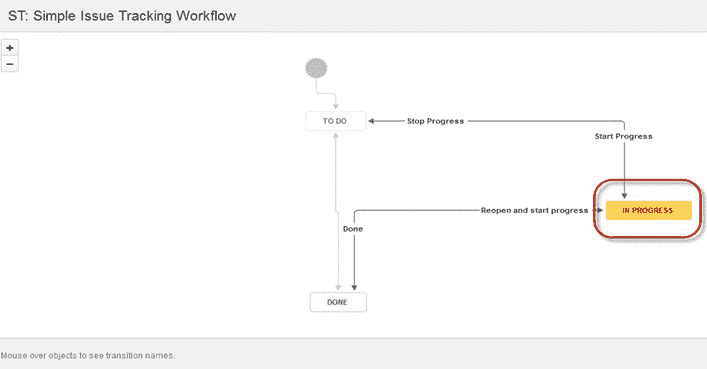 ST: Simple Issue Tracking Workflow
+
−
TO DO
Stop Progress
Start Progress
Reopen and start progress
IN PROGRESS
Done
DONE
Mouse over objects to see transition names.